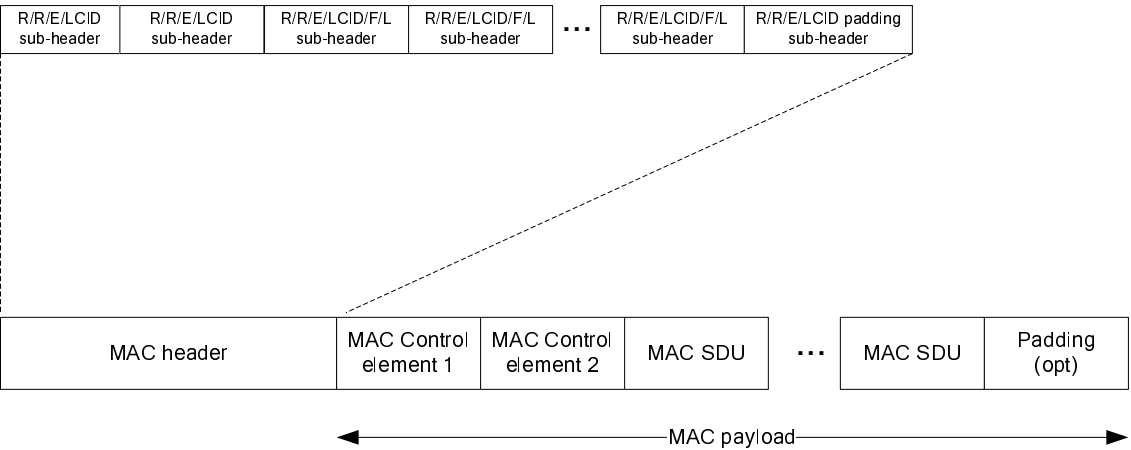 R/R/E/LCID
sub-header
R/R/E/LCID
sub-header
R/R/E/LCID/F/L
sub-header
R/R/E/LCID/F/L
sub-header
...
R/R/E/LCID/F/L
sub-header
R/R/E/LCID padding
sub-header
MAC header
MAC Control
element 1
MAC Control
element 2
MAC SDU
...
MAC SDU
Padding
(opt)
MAC payload